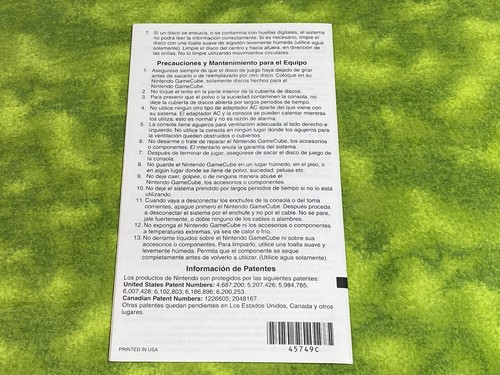 7. Si un disco se ensucia, o se contamina con huellas digitales, el sistema
no podrá leer la información correctamente. Si es necesario, limpie el
disco con una toalla suave de algodón levemente húmeda (utilice agua
solamente). Limpie el disco del centro y hacia afuera, en dirección de
las orillas. No lo limpie utilizando movimientos circulares.
Precauciones y Mantenimiento para el Equipo
1. Asegúrese siempre de que el disco de juego haya dejado de girar
antes de sacarlo o de reemplazarlo por otro disco. Coloque en su
Nintendo GameCube, solamente discos hechos para el
Nintendo GameCube.
2. No toque el lente en la parte interior de la cubierta de discos.
3. Para prevenir que el polvo o la suciedad contaminen la consola, no
deje la cubierta de discos abierta por largos periodos de tiempo.
4. No utilice ningún otro tipo de adaptador AC aparte del que viene con
su sistema. El adaptador AC y la consola se pueden calentar mientras
los utiliza; esto es normal y no es razón de alarma.
5. La consola tiene agujeros para ventilación adecuada al lado derecho e
izquierdo. No utilice la consola en ningún lugar donde los agujeros para
la ventilación queden obstruidos o cubiertos.
6. No desarme o trate de reparar el Nintendo GameCube, los accesorios
o componentes. El intentarlo anula la garantía del sistema.
7. Después de terminar de jugar, asegúrese de sacar el disco de juego de
la consola.
8. No guarde el Nintendo GameCube en un lugar húmedo, en el piso, ó
en algún lugar donde se llene de polvo, suciedad, pelusa etc.
9. No deje caer, golpee, o de ninguna manera abuse el
Nintendo GameCube, los accesorios o componentes.
10. No deje el sistema prendido por largos periodos de tiempo si no lo está
utilizando.
11. Cuando vaya a desconectar los enchufes de la consola o del toma
corrientes, apague primero el Nintendo GameCube. Después proceda
a desconectar el sistema por el enchufe y no por el cable. No se pare,
jale fuertemente, o doble ninguno de los cables o alambres.
12. No exponga el Nintendo GameCube ni los accesorios o componentes
a temperaturas extremas, ya sea de calor o frío.
13. No derrame líquidos sobre el Nintendo GameCube ni sobre sus
accesorios o componentes. Para limpiarlo, utilice una toalla suave y
levemente húmeda. Permita que el componente se seque
completamente antes de volverlo a utilizar. (Utilice agua solamente).
Información de Patentes
Los productos de Nintendo son protegidos por las siguientes patentes:
United States Patent Numbers: 4,687,200; 5,207,426; 5,984,785;
6,007,428; 6,102,803; 6,186,896; 6,200,253.
Canadian Patent Numbers: 1226605; 2048167.
Otras patentes quedan pendientes en Los Estados Unidos, Canada y otros
lugares.
PRINTED IN USA
45749C